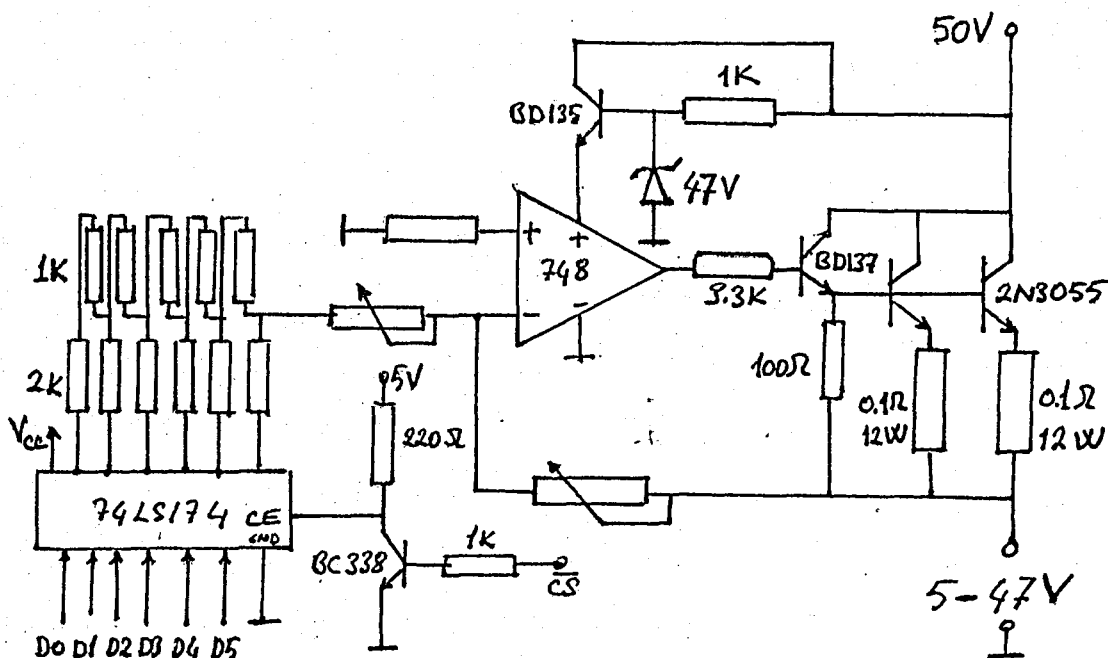 50V
1K
BD135
47V
+
+
748
-
-
BD137
3.3K
2N3055
1K
2K
5V
220Ω
100Ω
0.1Ω
12W
0.1Ω
12W
Vcc
74LS174 CE
GND
BC338
1K
CS
5-47V
D0 D1 D2 D3 D4 D5